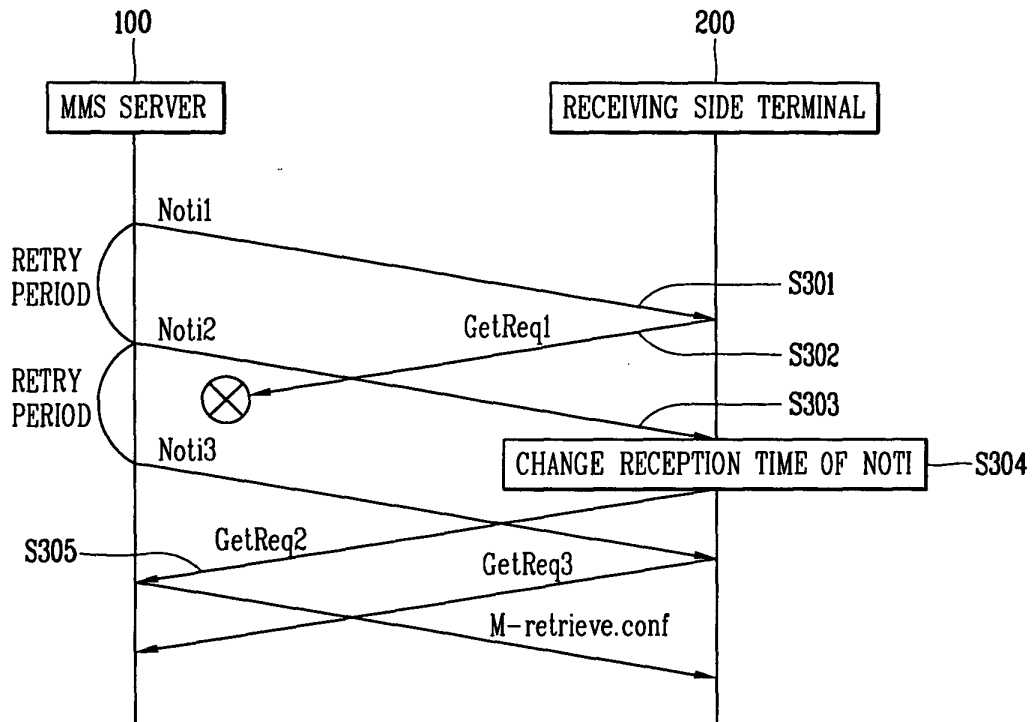 100
200
MMS SERVER
RECEIVING SIDE TERMINAL
Noti1
RETRY
PERIOD
S301
GetReq1
Noti2
S302
RETRY
PERIOD
S303
Noti3
CHANGE RECEPTION TIME OF NOTI
S304
GetReq2
S305
GetReq3
M-retrieve.conf